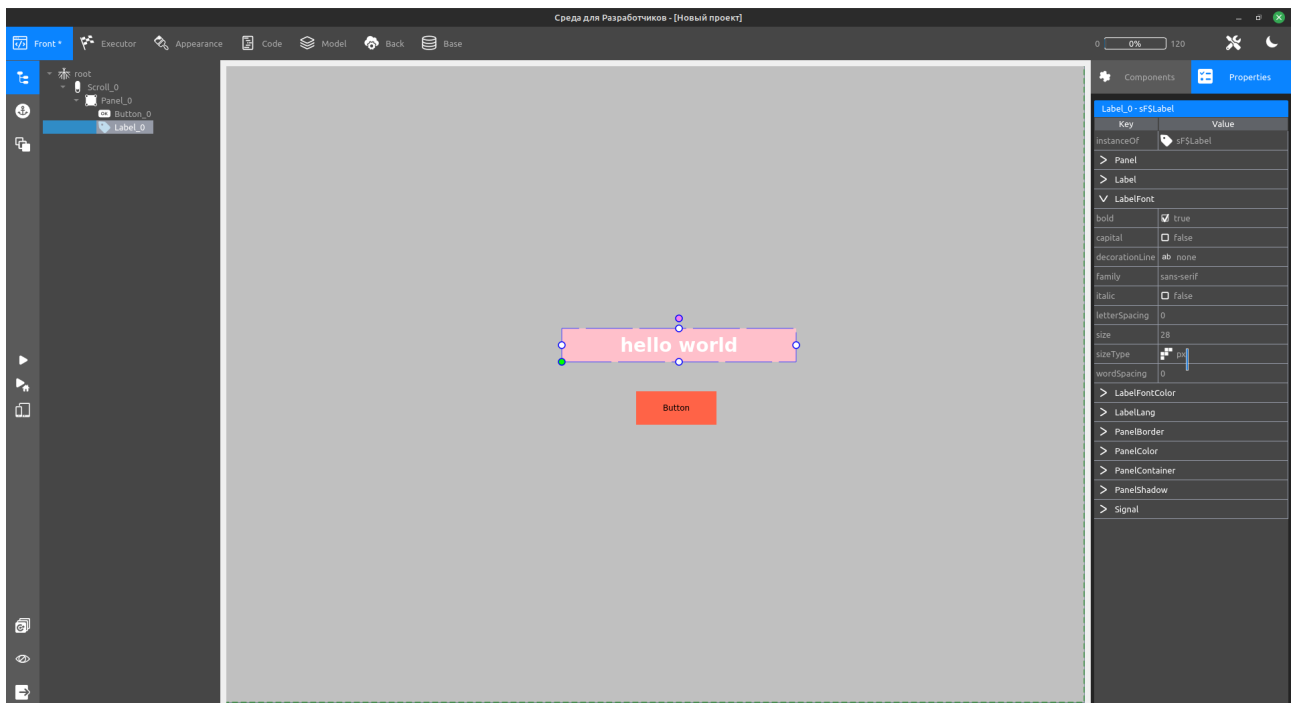 Среда для Разработчиков - [Новый проект]
Front * Executor Appearance Code Model Back Base 0 0% 120
root
Scroll_0
Panel_0
OK Button_0
Label_0
Components Properties
Label_0 - sF$Label
Key Value
instanceOf sF$Label
Panel
Label
LabelFont
bold true
capital false
decorationLine ab none
family sans-serif
italic false
letterSpacing 0
size 28
sizeType px
wordSpacing 0
LabelFontColor
LabelLang
PanelBorder
PanelColor
PanelContainer
PanelShadow
Signal
hello world
Button